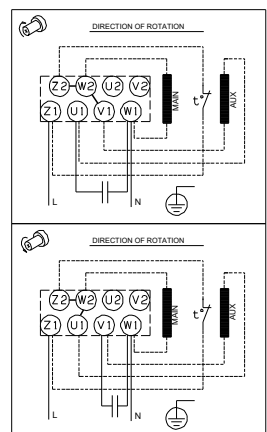 DIRECTION OF ROTATION
Z2 W2 U2 V2
Z1 U1 V1 W1
MAIN
t°
AUX
L N
DIRECTION OF ROTATION
Z2 W2 U2 V2
Z1 U1 V1 W1
MAIN
t°
AUX
L N